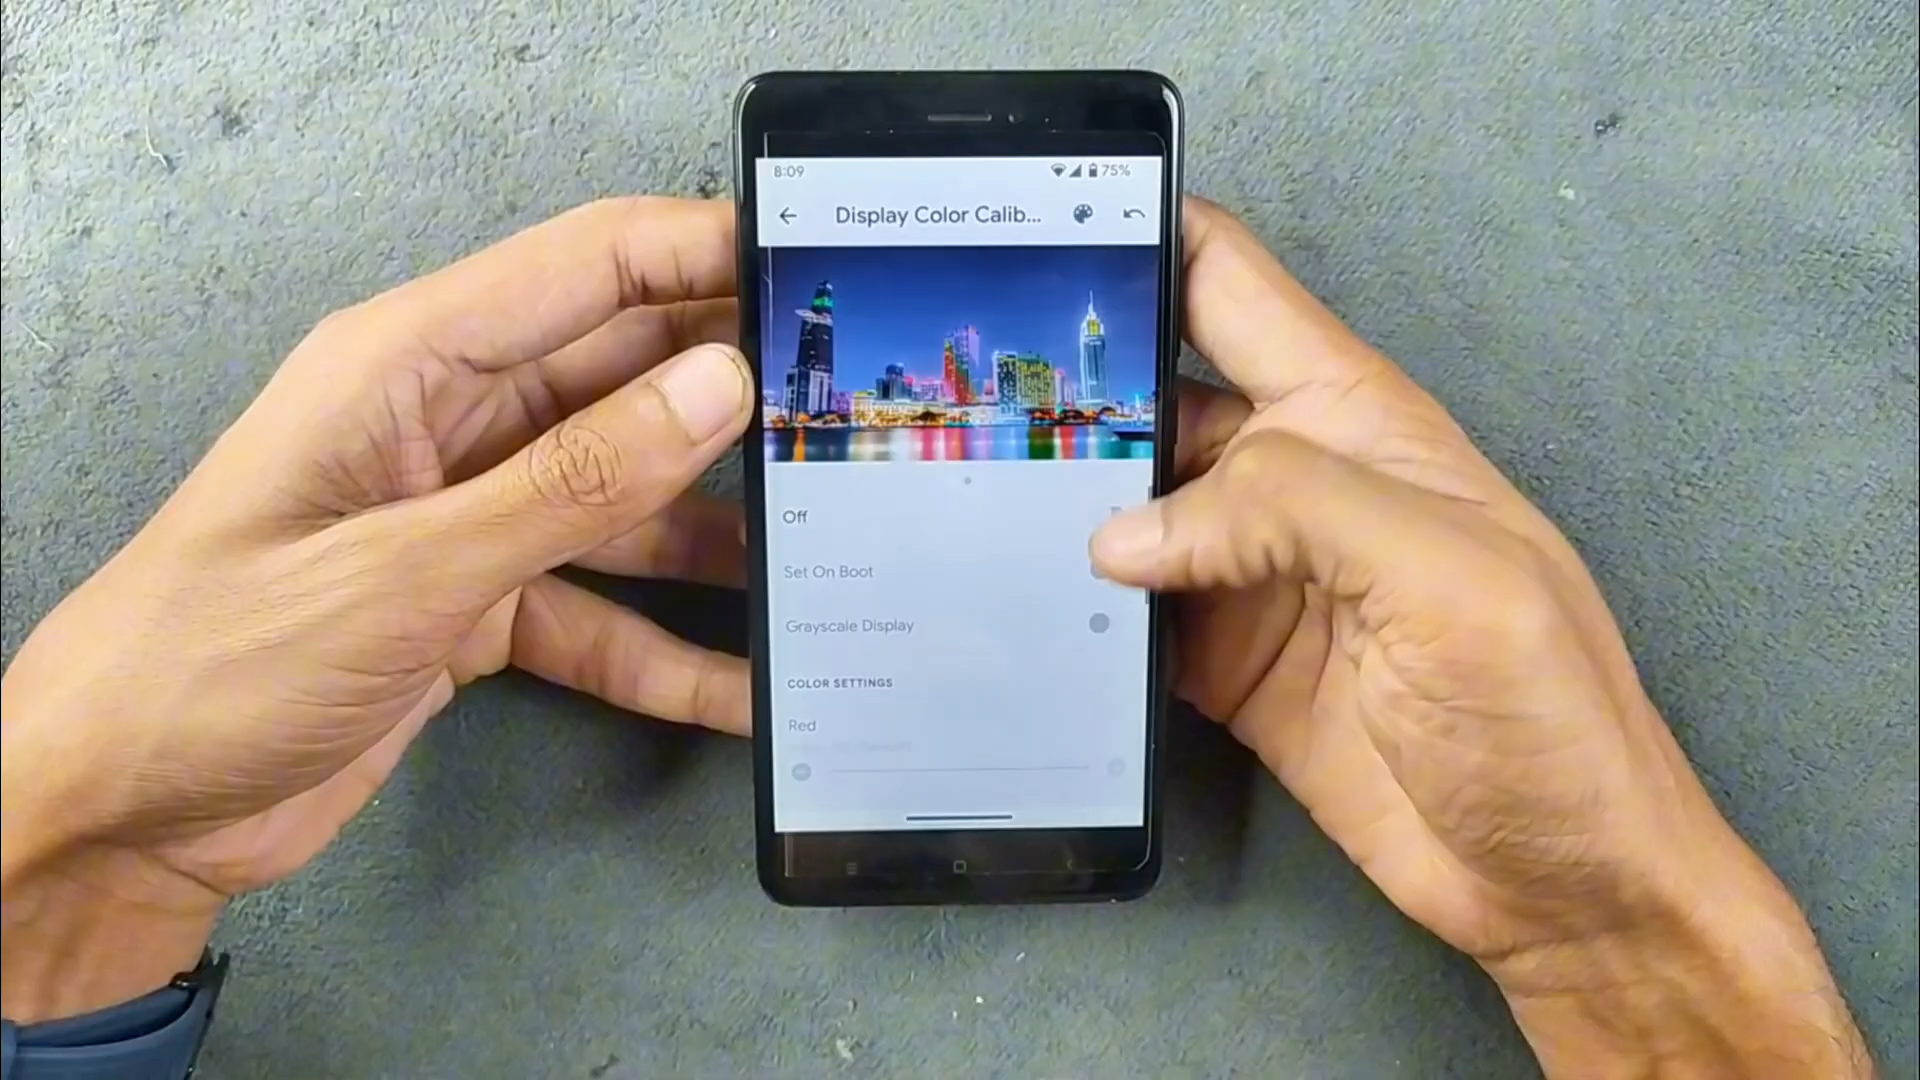 8:09 75%
Display Color Calib...
Off
Set On Boot
Grayscale Display
COLOR SETTINGS
Red